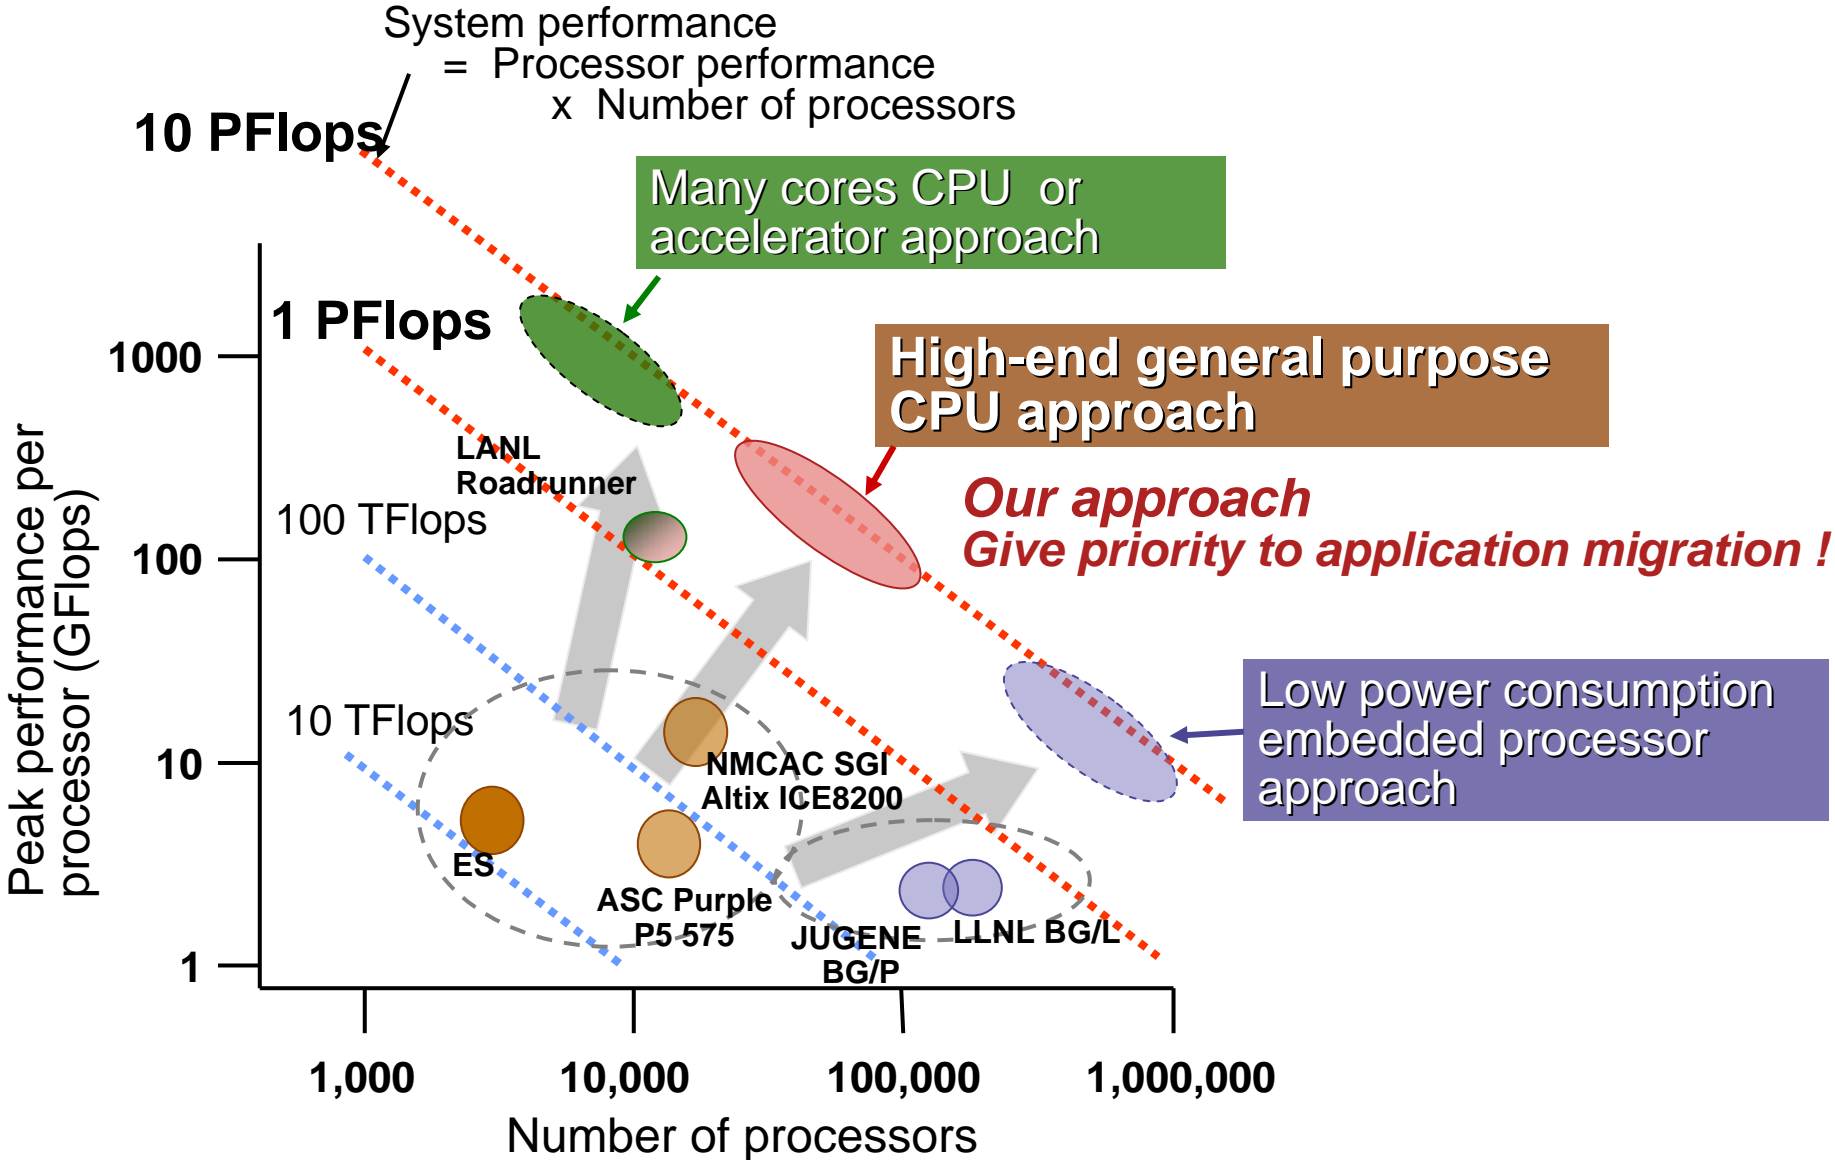 System performance
= Processor performance
x Number of processors
10 PFlops
Many cores CPU or
accelerator approach
1 PFlops
1000
High-end general purpose
CPU approach
LANL
Roadrunner
Our approach
Give priority to application migration !
100 TFlops
100
Peak performance per
processor (GFlops)
10 TFlops
Low power consumption
embedded processor
approach
10
NMCAC SGI
Altix ICE8200
ES
ASC Purple
P5 575
JUGENE
BG/P
LLNL BG/L
1
1,000
10,000
100,000
1,000,000
Number of processors